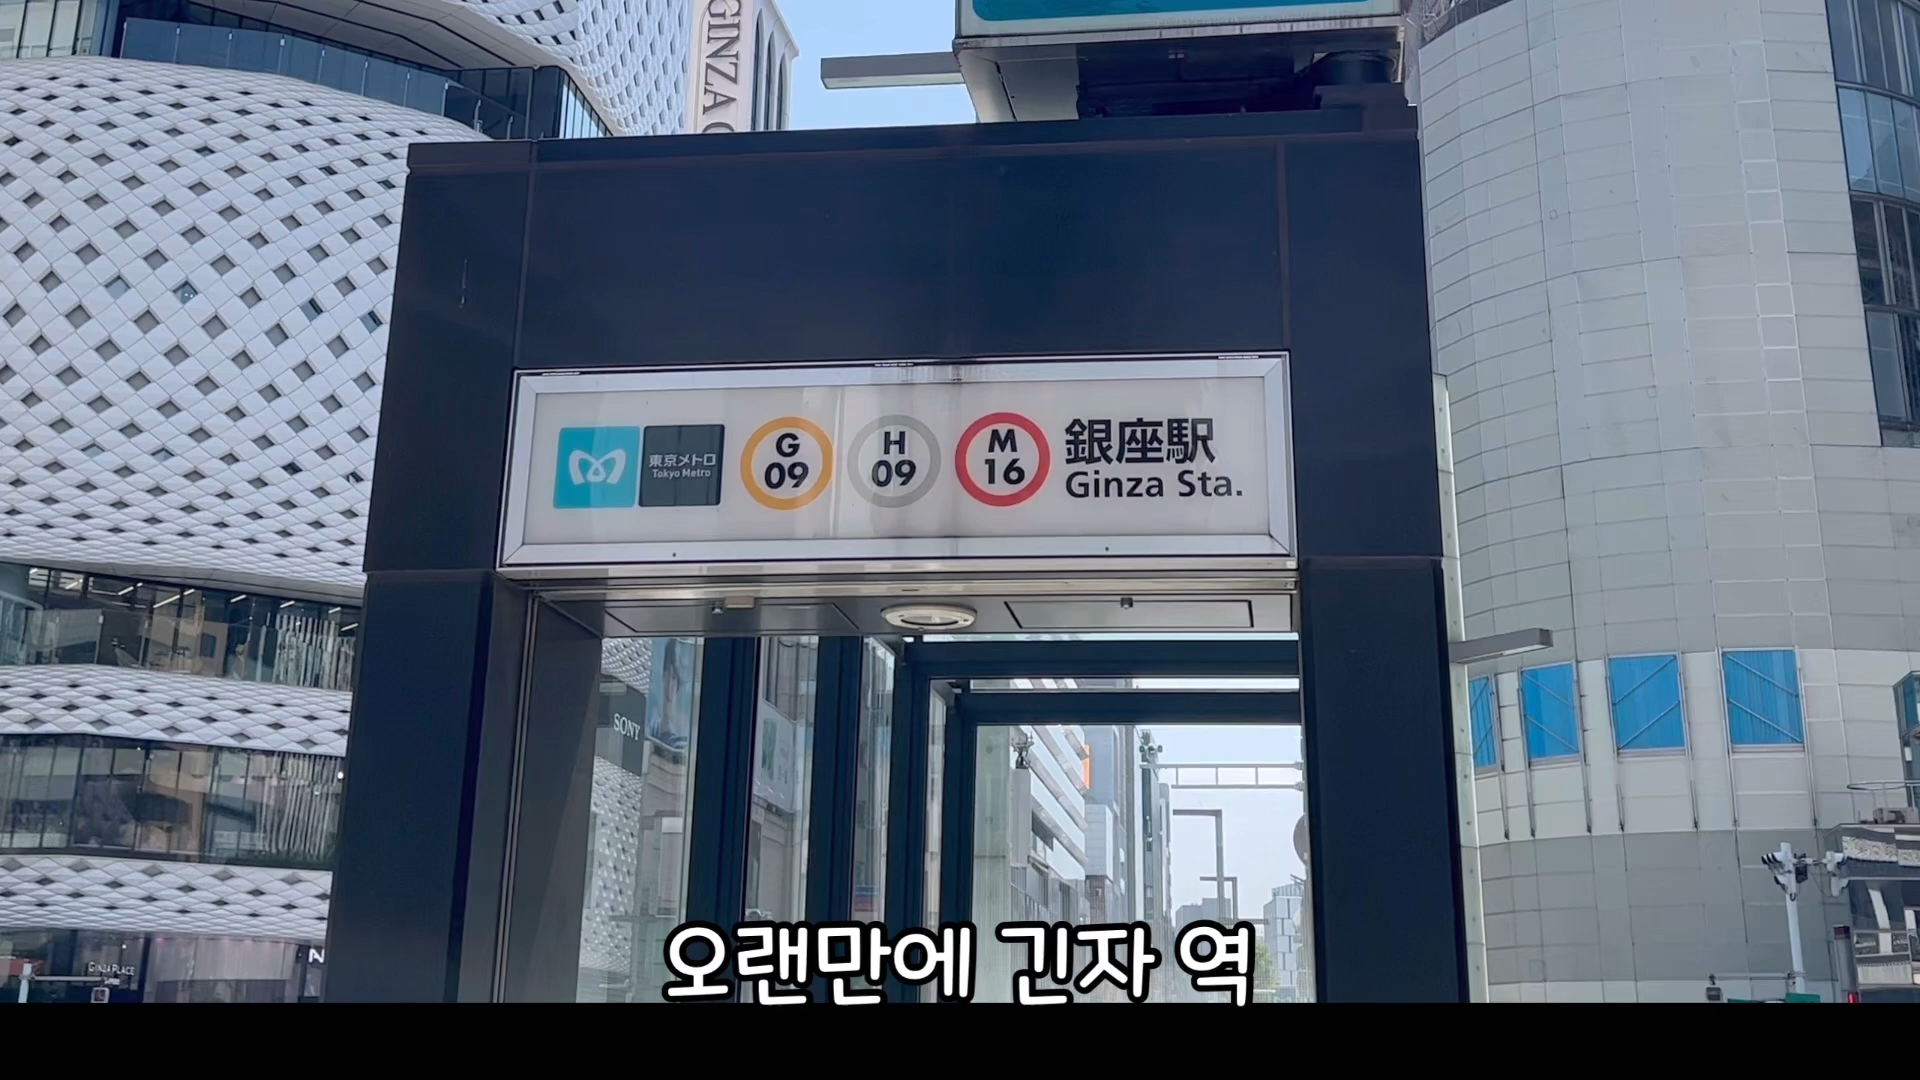 GINZA
東京メトロ
Tokyo Metro
G
09
H
09
M
16
銀座駅
Ginza Sta.
SONY
GINZA PLACE
오랜만에 긴자 역